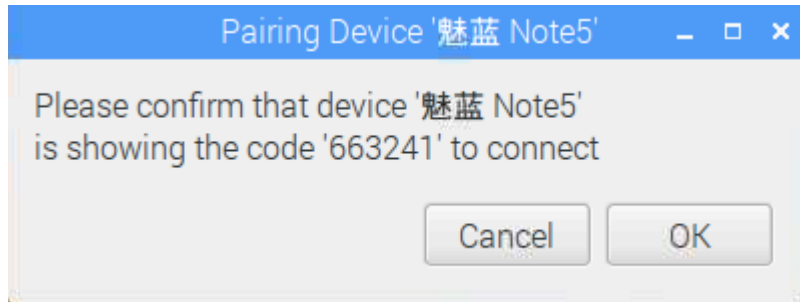 Pairing Device '魅蓝 Note5'
Please confirm that device '魅蓝 Note5'
is showing the code '663241' to connect
Cancel
OK